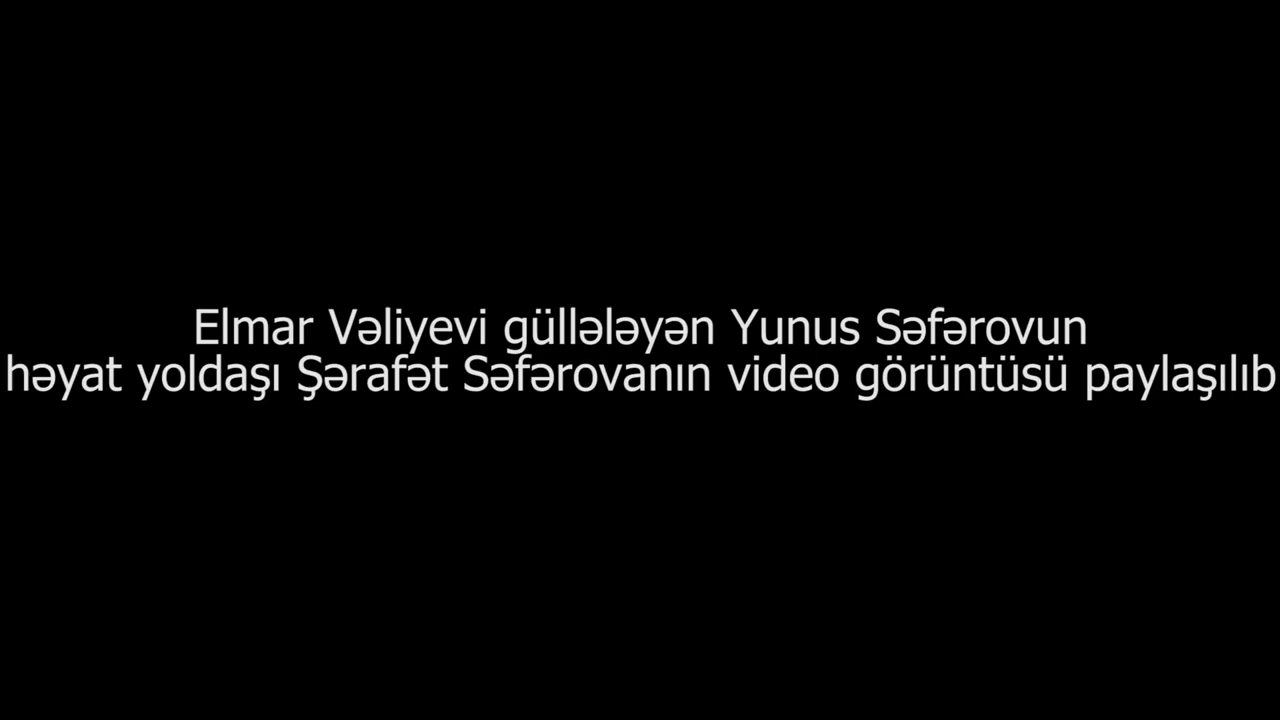 Elmar Vəliyevi güllələyən Yunus Səfərovun
həyat yoldaşı Şərafət Səfərovanın video görüntüsü paylaşılıb